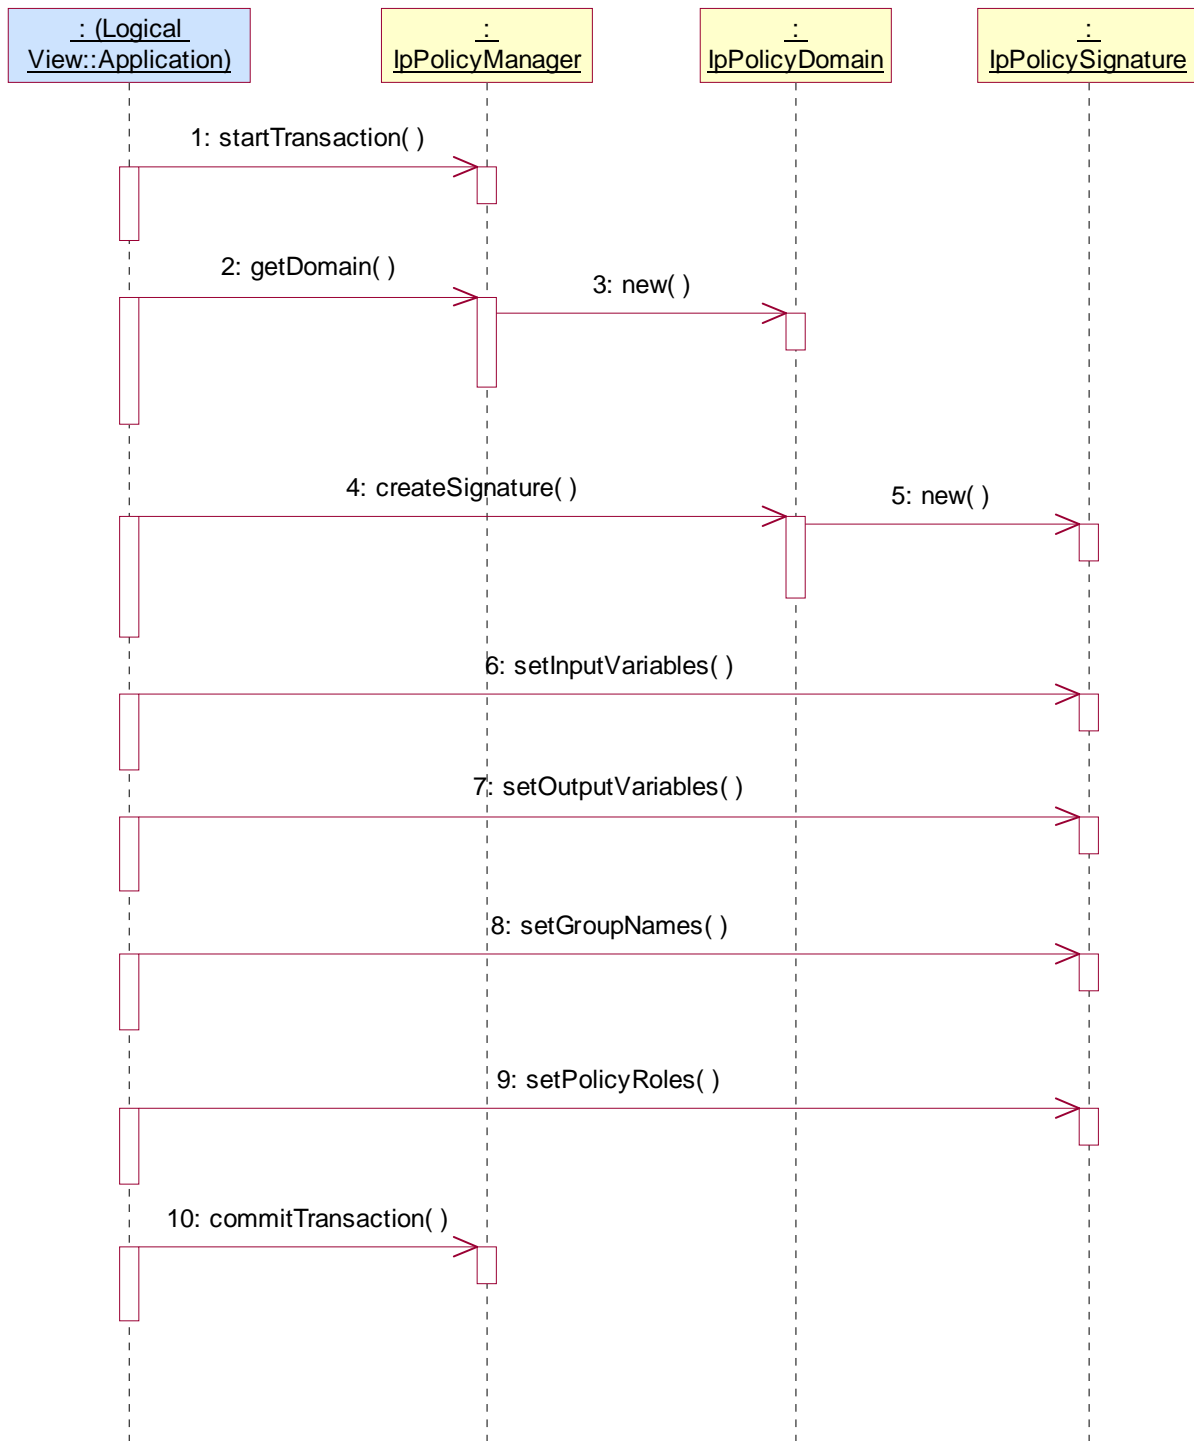 : (Logical
View::Application)
:
IpPolicyManager
:
IpPolicyDomain
:
IpPolicySignature
1: startTransaction( )
2: getDomain( )
3: new( )
4: createSignature( )
5: new( )
6: setInputVariables( )
7: setOutputVariables( )
8: setGroupNames( )
9: setPolicyRoles( )
10: commitTransaction( )